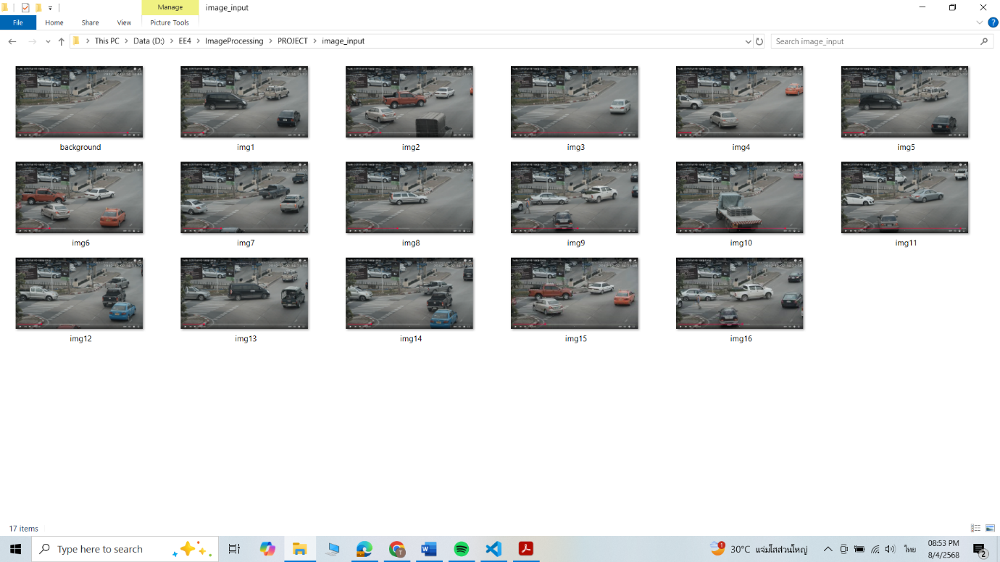 Manage
image_input
File
Home
Share
View
Picture Tools
This PC > Data (D:) > EE4 > ImageProcessing > PROJECT > image_input
Search image_input
background
img1
img2
img3
img4
img5
img6
img7
img8
img9
img10
img11
img12
img13
img14
img15
img16
17 items
Type here to search
30°C แจ่มใสส่วนใหญ่
ไทย
08:53 PM
8/4/2568
2